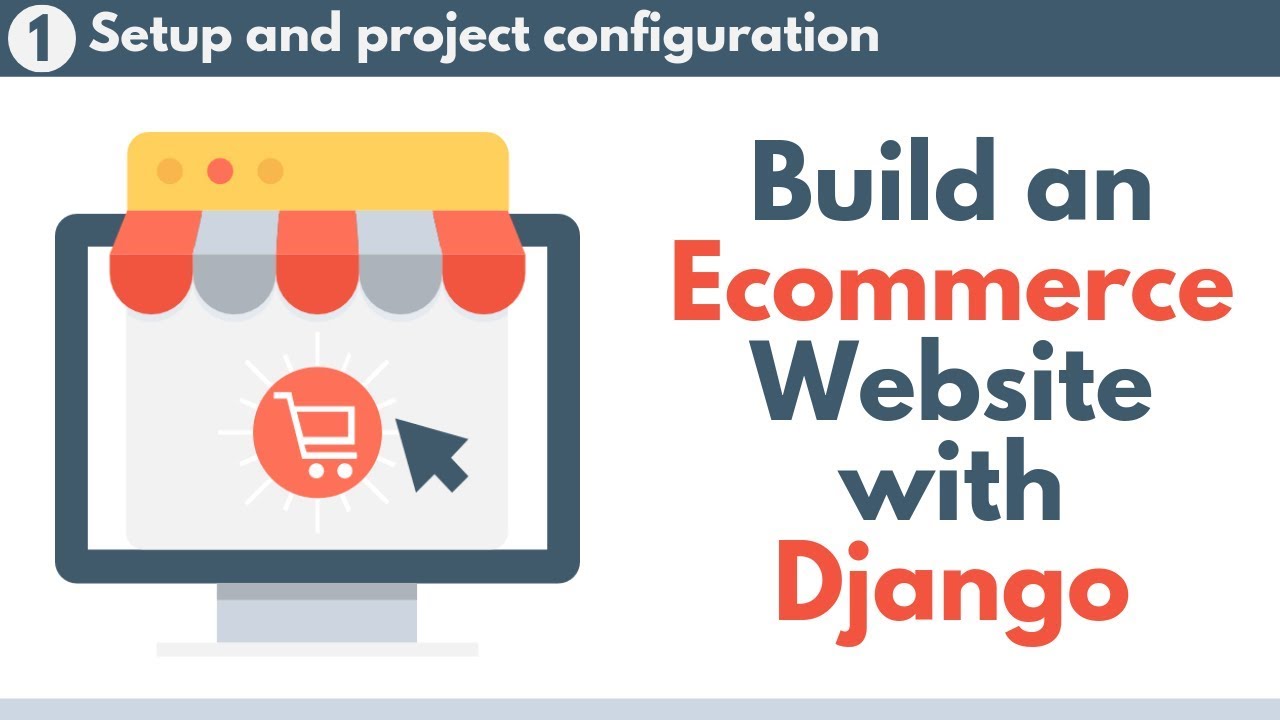 1 Setup and project configuration
Build an
Ecommerce
Website
with
Django